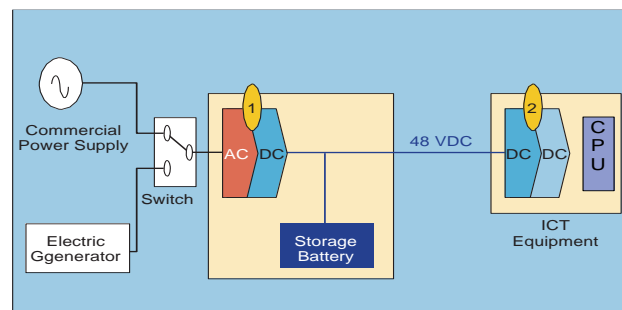 Commercial
Power Supply
Electric
Ggenerator
Switch
1
AC
DC
Storage
Battery
48 VDC
2
DC
DC
C
P
U
ICT
Equipment